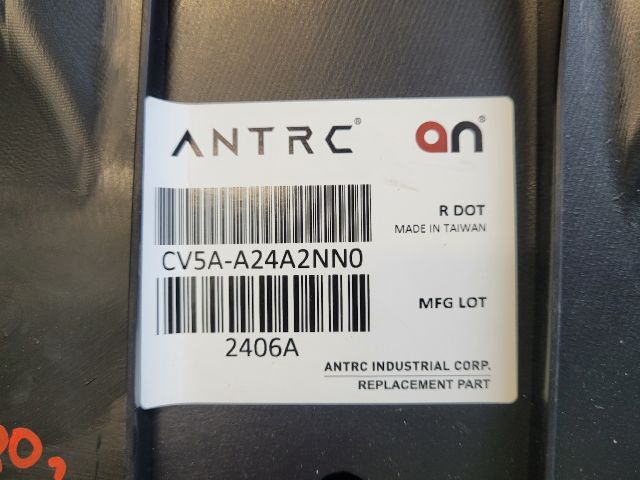 ANTRC®
an®
R DOT
MADE IN TAIWAN
CV5A-A24A2NN0
MFG LOT
2406A
ANTRC INDUSTRIAL CORP.
REPLACEMENT PART